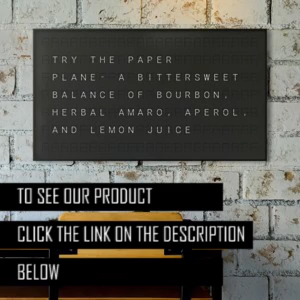 TRY THE PAPER
PLANE- A BITTERSWEET
BALANCE OF BOURBON,
HERBAL AMARO, APEROL,
AND LEMON JUICE
TO SEE OUR PRODUCT
CLICK THE LINK ON THE DESCRIPTION
BELOW